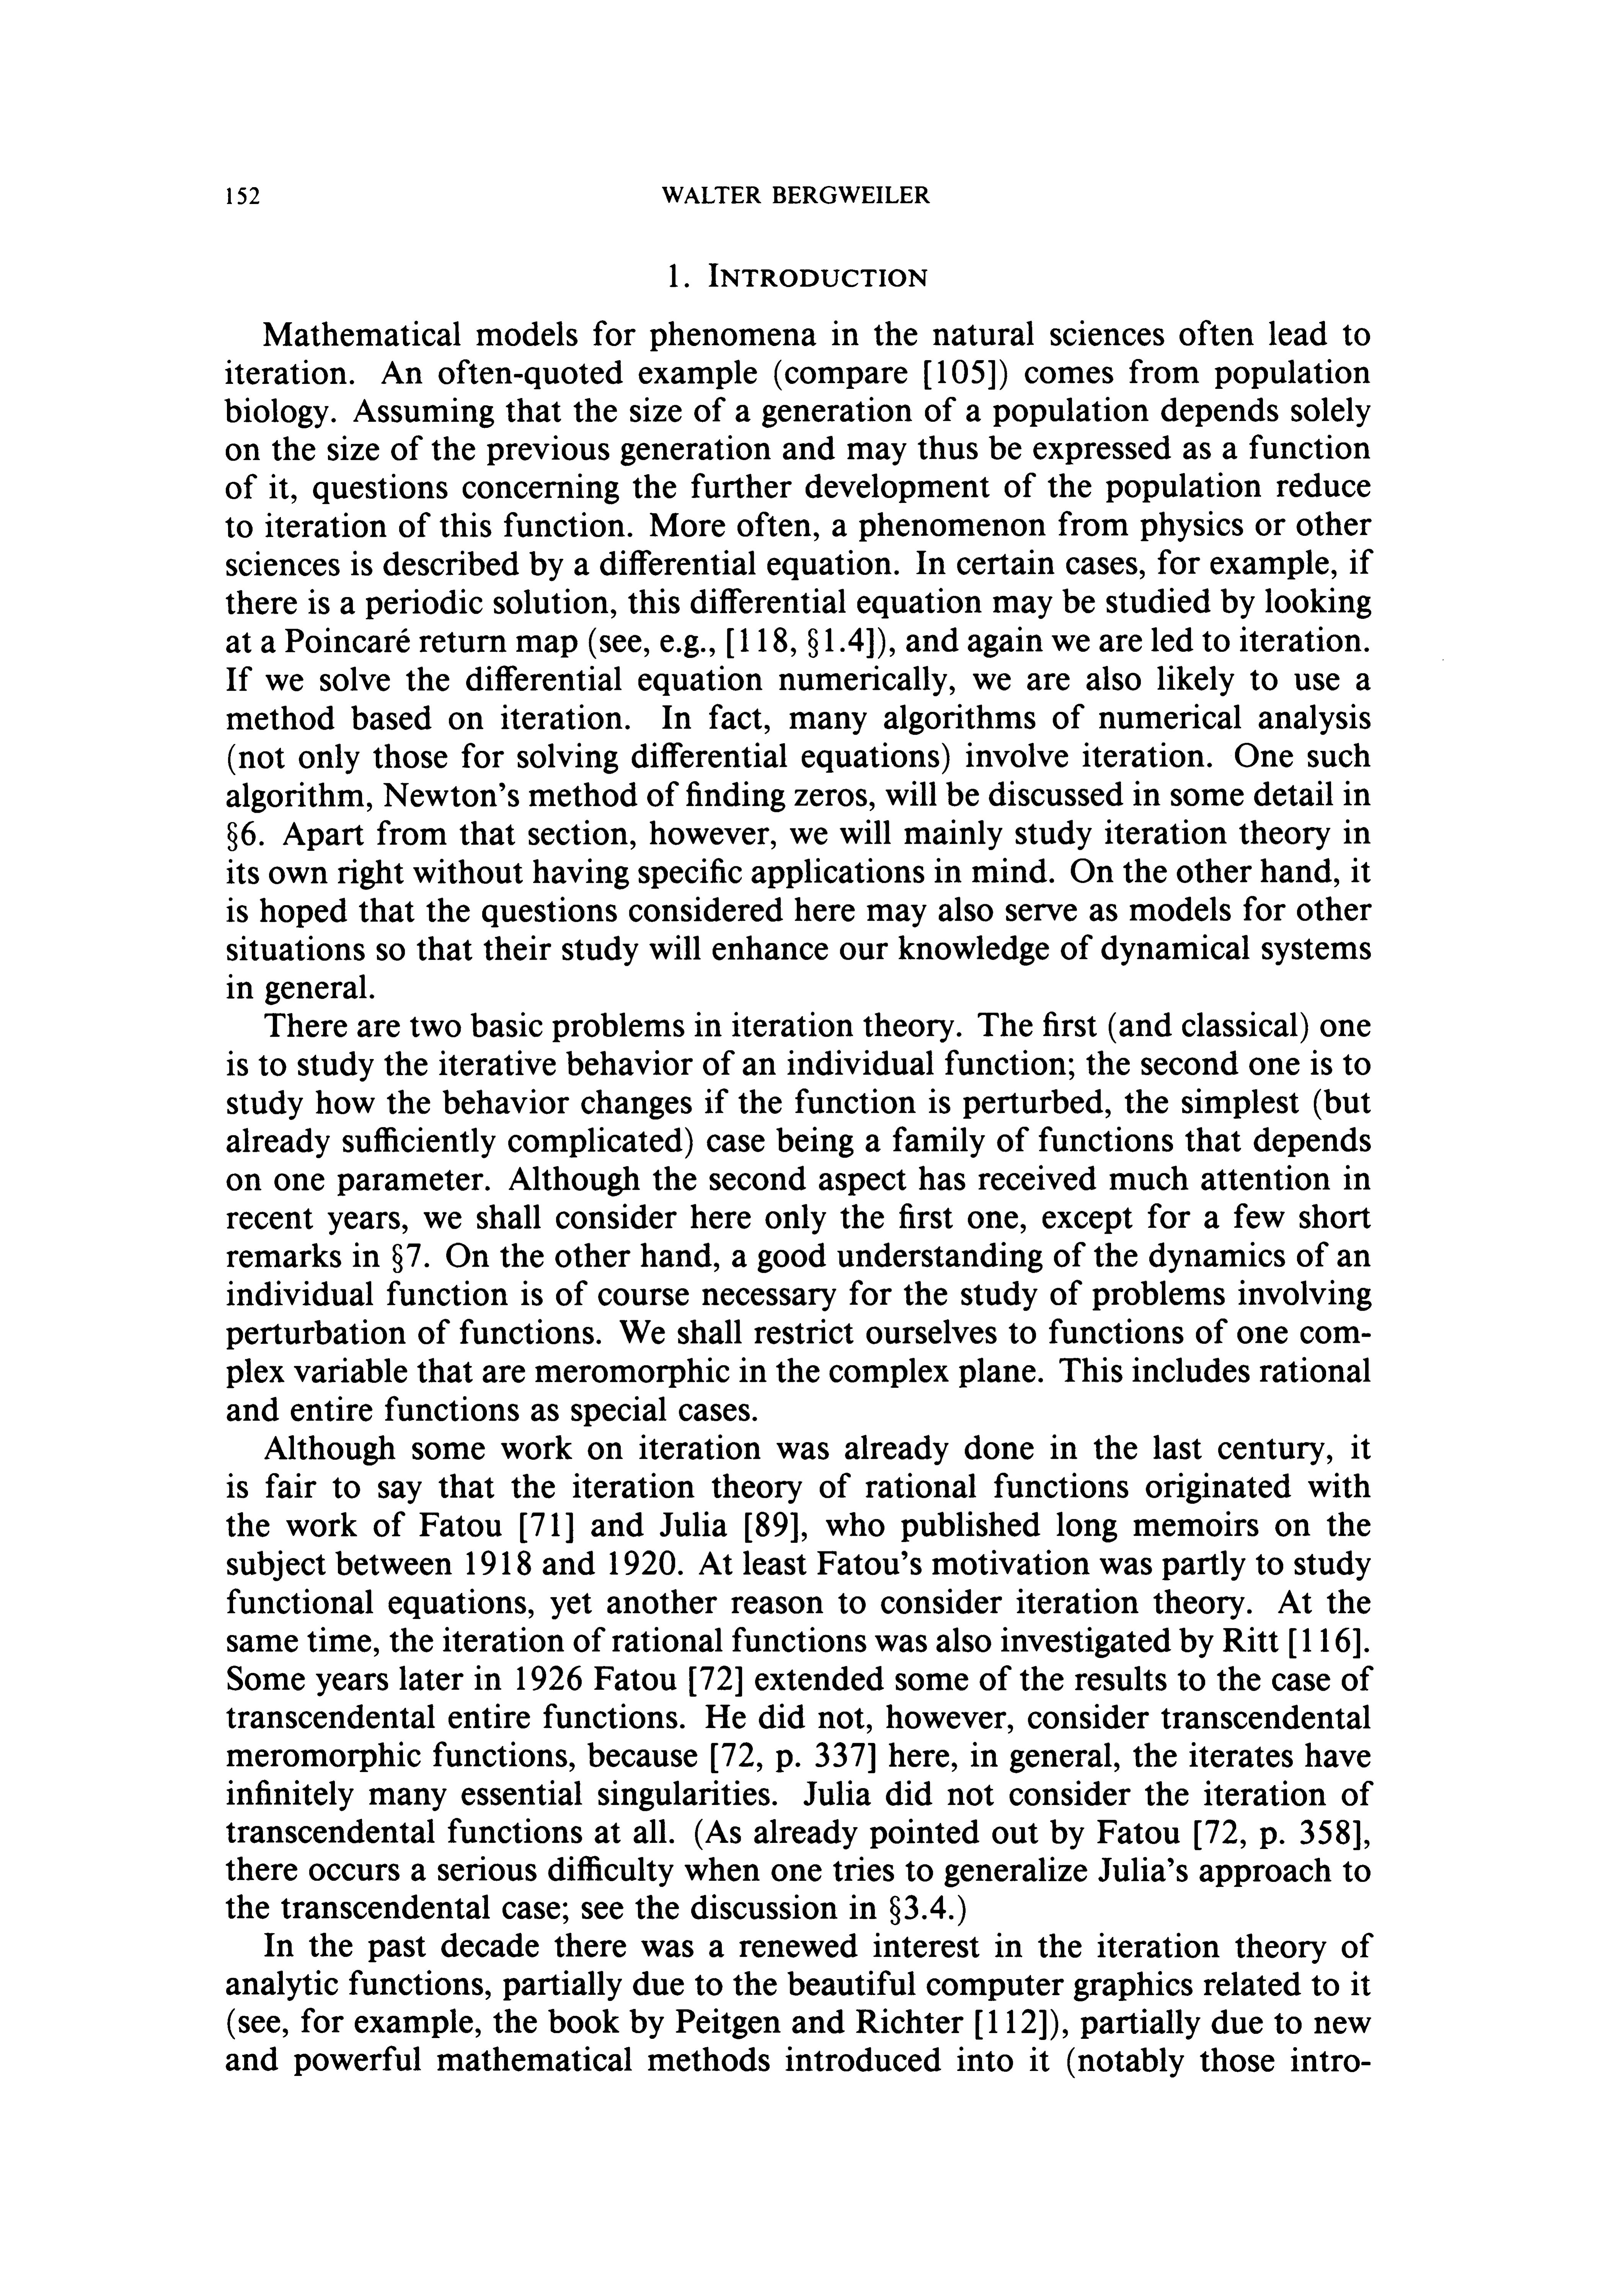 152
WALTER BERGWEILER
1. INTRODUCTION
Mathematical models for phenomena in the natural sciences often lead to
iteration. An often-quoted example (compare [105]) comes from population
biology. Assuming that the size of a generation of a population depends solely
on the size of the previous generation and may thus be expressed as a function
of it, questions concerning the further development of the population reduce
to iteration of this function. More often, a phenomenon from physics or other
sciences is described by a differential equation. In certain cases, for example, if
there is a periodic solution, this differential equation may be studied by looking
at a Poincaré return map (see, e.g., [118, §1.4]), and again we are led to iteration.
If we solve the differential equation numerically, we are also likely to use a
method based on iteration. In fact, many algorithms of numerical analysis
(not only those for solving differential equations) involve iteration. One such
algorithm, Newton's method of finding zeros, will be discussed in some detail in
§6. Apart from that section, however, we will mainly study iteration theory in
its own right without having specific applications in mind. On the other hand, it
is hoped that the questions considered here may also serve as models for other
situations so that their study will enhance our knowledge of dynamical systems
in general.
There are two basic problems in iteration theory. The first (and classical) one
is to study the iterative behavior of an individual function; the second one is to
study how the behavior changes if the function is perturbed, the simplest (but
already sufficiently complicated) case being a family of functions that depends
on one parameter. Although the second aspect has received much attention in
recent years, we shall consider here only the first one, except for a few short
remarks in §7. On the other hand, a good understanding of the dynamics of an
individual function is of course necessary for the study of problems involving
perturbation of functions. We shall restrict ourselves to functions of one com-
plex variable that are meromorphic in the complex plane. This includes rational
and entire functions as special cases.
Although some work on iteration was already done in the last century, it
is fair to say that the iteration theory of rational functions originated with
the work of Fatou [71] and Julia [89], who published long memoirs on the
subject between 1918 and 1920. At least Fatou's motivation was partly to study
functional equations, yet another reason to consider iteration theory. At the
same time, the iteration of rational functions was also investigated by Ritt [116].
Some years later in 1926 Fatou [72] extended some of the results to the case of
transcendental entire functions. He did not, however, consider transcendental
meromorphic functions, because [72, p. 337] here, in general, the iterates have
infinitely many essential singularities. Julia did not consider the iteration of
transcendental functions at all. (As already pointed out by Fatou [72, p. 358],
there occurs a serious difficulty when one tries to generalize Julia's approach to
the transcendental case; see the discussion in §3.4.)
In the past decade there was a renewed interest in the iteration theory of
analytic functions, partially due to the beautiful computer graphics related to it
(see, for example, the book by Peitgen and Richter [112]), partially due to new
and powerful mathematical methods introduced into it (notably those intro-